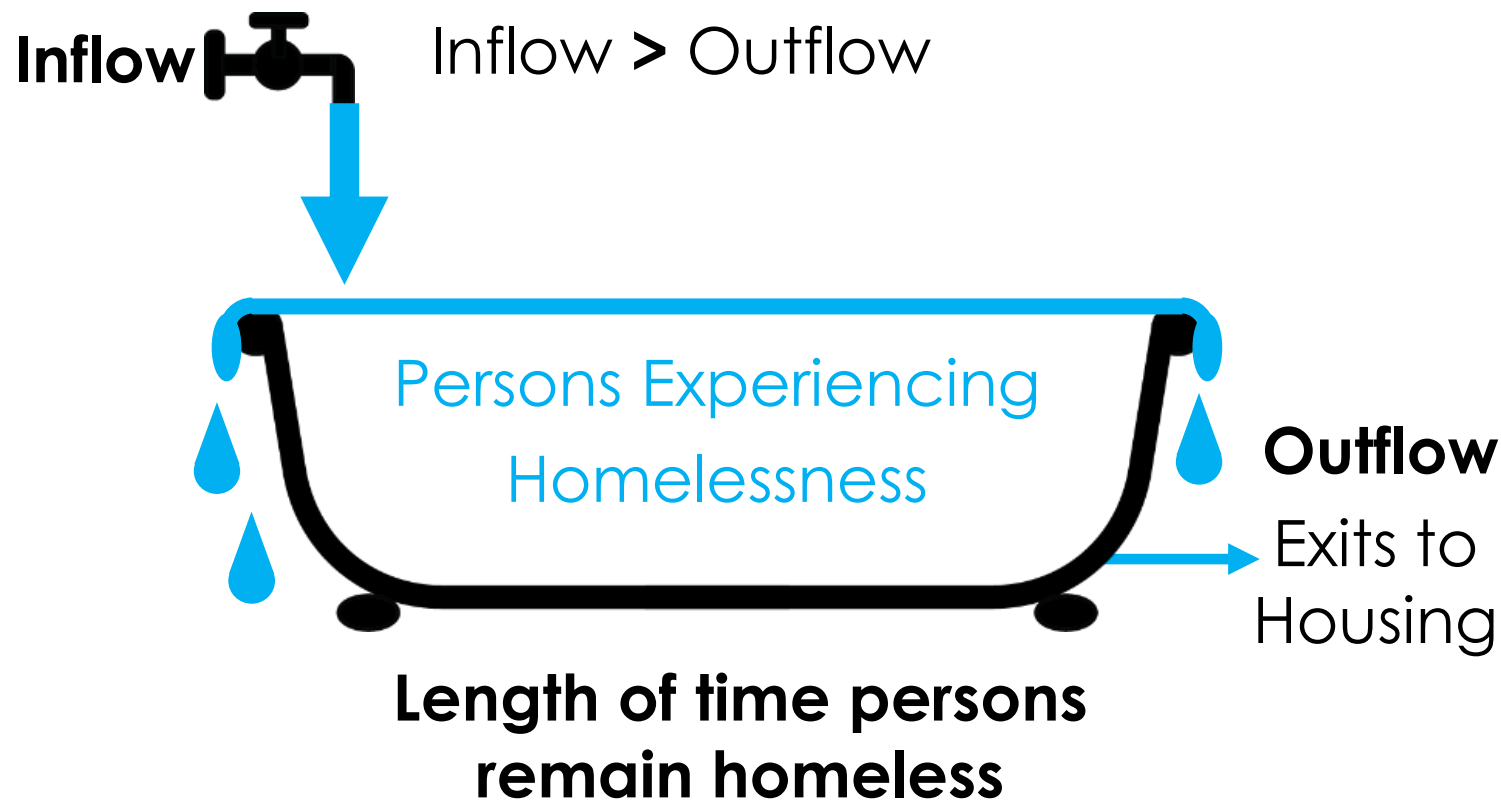 Inflow
Inflow > Outflow
Persons Experiencing
Homelessness
Outflow
Exits to
Housing
Length of time persons
remain homeless